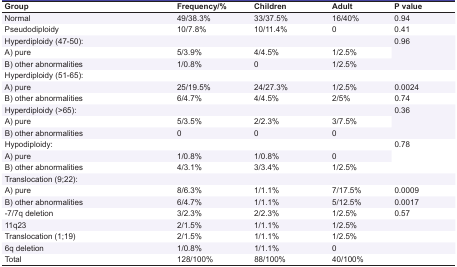 Group Frequency/% Children Adult P value
Normal 49/38.3% 33/37.5% 16/40% 0.94
Pseudodiploidy 10/7.8% 10/11.4% 0 0.41
Hyperdiploidy (47-50): 0.96
A) pure 5/3.9% 4/4.5% 1/2.5%
B) other abnormalities 1/0.8% 0 1/2.5%
Hyperdiploidy (51-65):
A) pure 25/19.5% 24/27.3% 1/2.5% 0.0024
B) other abnormalities 6/4.7% 4/4.5% 2/5% 0.74
Hyperdiploidy (>65): 0.36
A) pure 5/3.5% 2/2.3% 3/7.5%
B) other abnormalities 0 0 0
Hypodiploidy: 0.78
A) pure 1/0.8% 1/0.8% 0
B) other abnormalities 4/3.1% 3/3.4% 1/2.5%
Translocation (9;22):
A) pure 8/6.3% 1/1.1% 7/17.5% 0.0009
B) other abnormalities 6/4.7% 1/1.1% 5/12.5% 0.0017
-7/7q deletion 3/2.3% 2/2.3% 1/2.5% 0.57
11q23 2/1.5% 1/1.1% 1/2.5%
Translocation (1;19) 2/1.5% 1/1.1% 1/2.5%
6q deletion 1/0.8% 1/1.1% 0
Total 128/100% 88/100% 40/100%